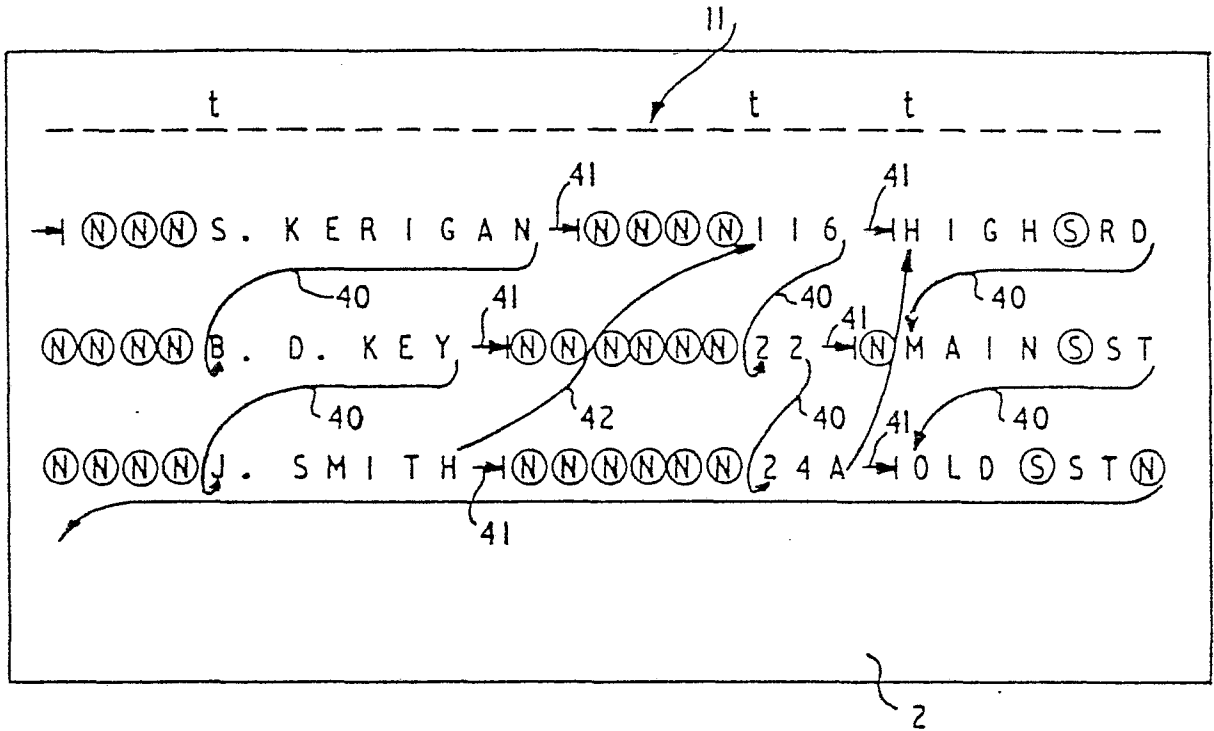 11
t t t
41 41
N N N S. KERIGAN N N N N 116 HIGH S RD
40 41 40 41 40
N N N N B. D. KEY N N N N N N 22 N MAIN S ST
40 42 40 41 40
N N N N J. SMITH N N N N N N 24A OLD S ST N
41
2